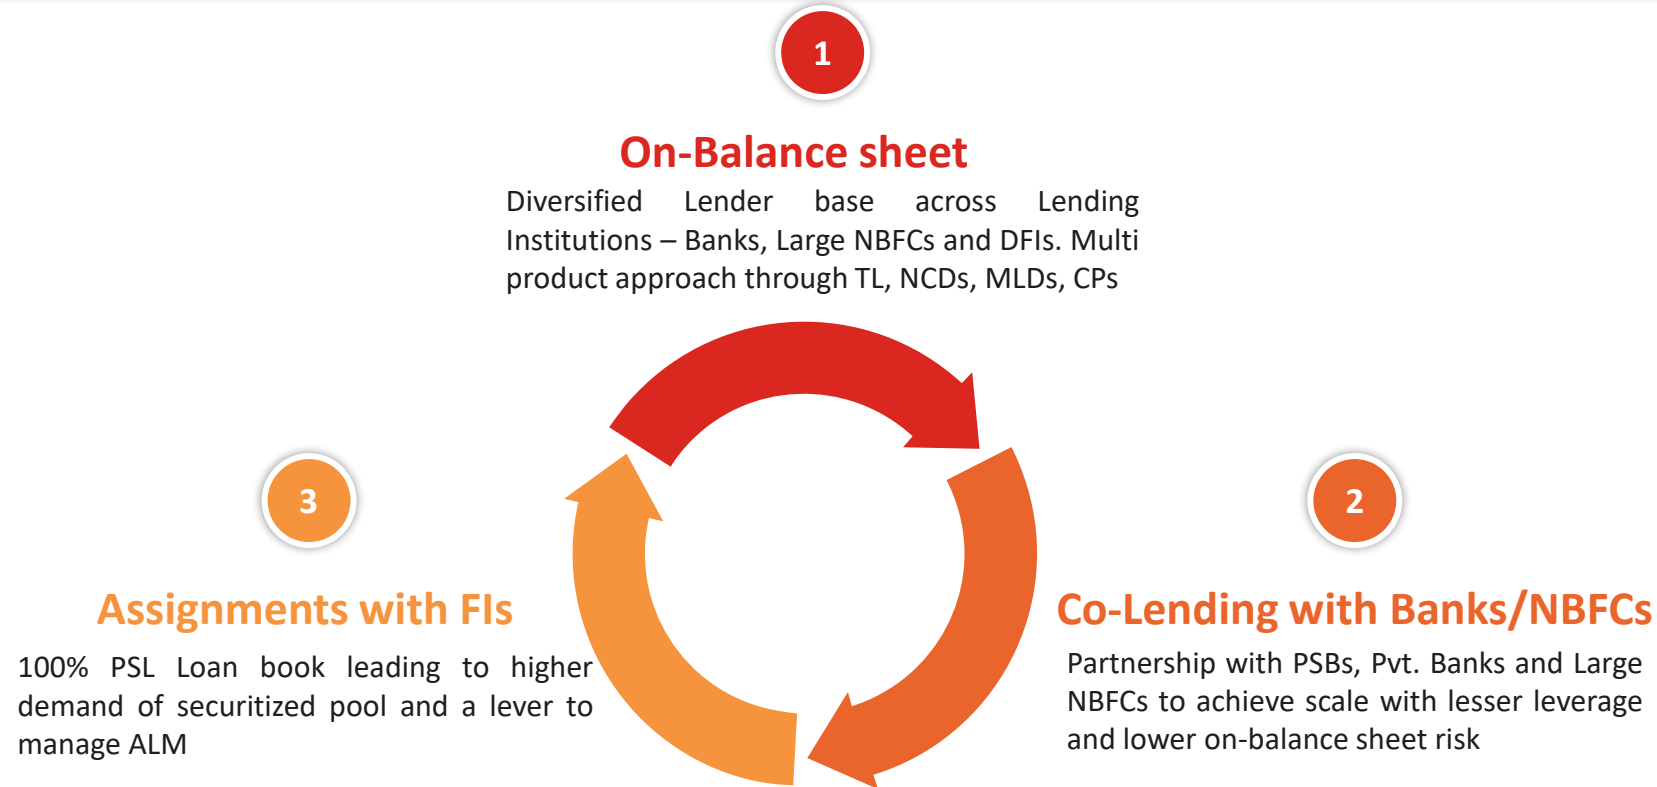 1
On-Balance sheet
Diversified Lender base across Lending
Institutions – Banks, Large NBFCs and DFIs. Multi
product approach through TL, NCDs, MLDs, CPs
2
Co-Lending with Banks/NBFCs
Partnership with PSBs, Pvt. Banks and Large
NBFCs to achieve scale with lesser leverage
and lower on-balance sheet risk
3
Assignments with FIs
100% PSL Loan book leading to higher
demand of securitized pool and a lever to
manage ALM